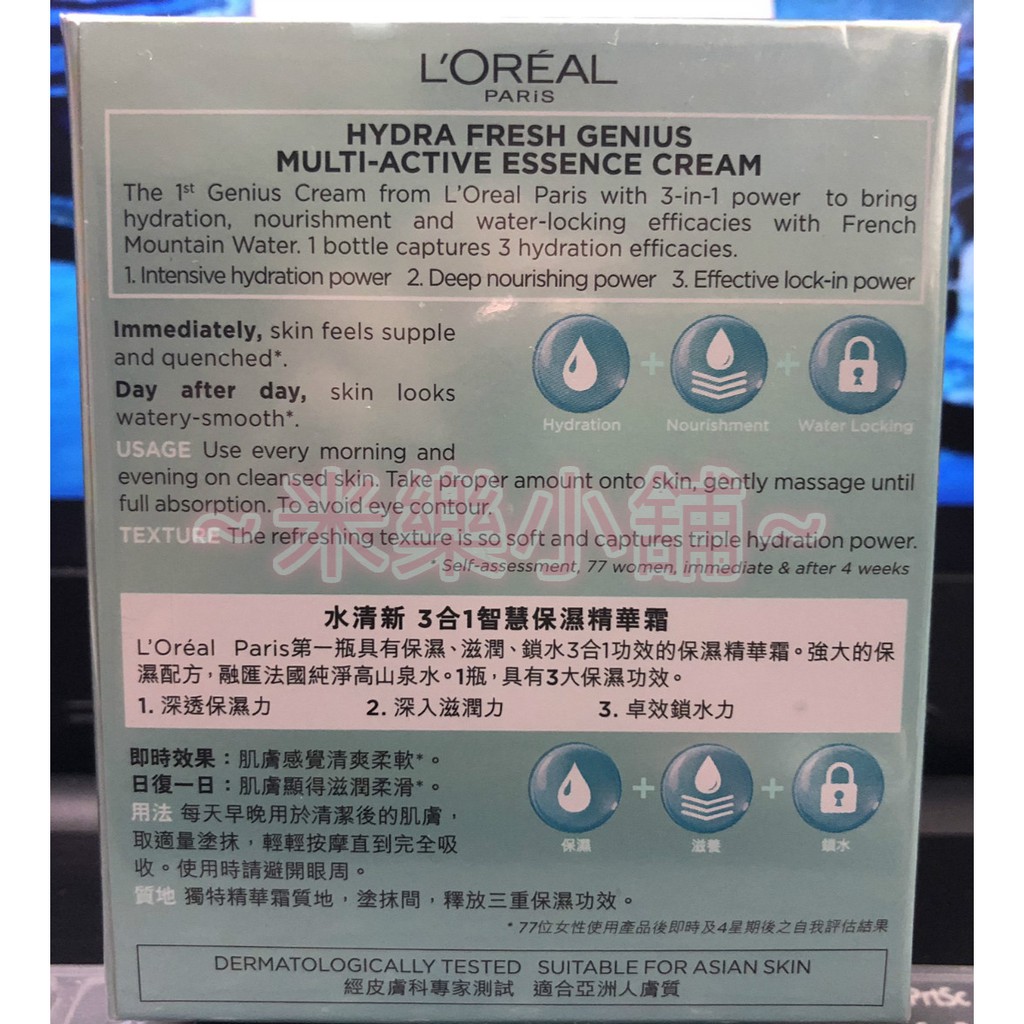 L'ORÉAL
PARiS
HYDRA FRESH GENIUS
MULTI-ACTIVE ESSENCE CREAM
The 1st Genius Cream from L'Oreal Paris with 3-in-1 power to bring
hydration, nourishment and water-locking efficacies with French
Mountain Water. 1 bottle captures 3 hydration efficacies.
1. Intensive hydration power 2. Deep nourishing power 3. Effective lock-in power
Immediately, skin feels supple
and quenched*.
Day after day, skin looks
watery-smooth*.
Hydration + Nourishment + Water Locking
USAGE Use every morning and
evening on cleansed skin. Take proper amount onto skin, gently massage until
full absorption. To avoid eye contour.
~米樂小舖~
TEXTURE The refreshing texture is so soft and captures triple hydration power.
* Self-assessment, 77 women, immediate & after 4 weeks
水清新 3合1智慧保濕精華霜
L'Oréal Paris第一瓶具有保濕、滋潤、鎖水3合1功效的保濕精華霜。強大的保
濕配方，融匯法國純淨高山泉水。1瓶，具有3大保濕功效。
1. 深透保濕力 2. 深入滋潤力 3. 卓效鎖水力
即時效果：肌膚感覺清爽柔軟*。
日復一日：肌膚顯得滋潤柔滑*。
用法 每天早晚用於清潔後的肌膚，
取適量塗抹，輕輕按摩直到完全吸
收。使用時請避開眼周。
保濕 + 滋養 + 鎖水
質地 獨特精華霜質地，塗抹間，釋放三重保濕功效。
* 77位女性使用產品後即時及4星期後之自我評估結果
DERMATOLOGICALLY TESTED SUITABLE FOR ASIAN SKIN
經皮膚科專家測試 適合亞洲人膚質
PrtSc